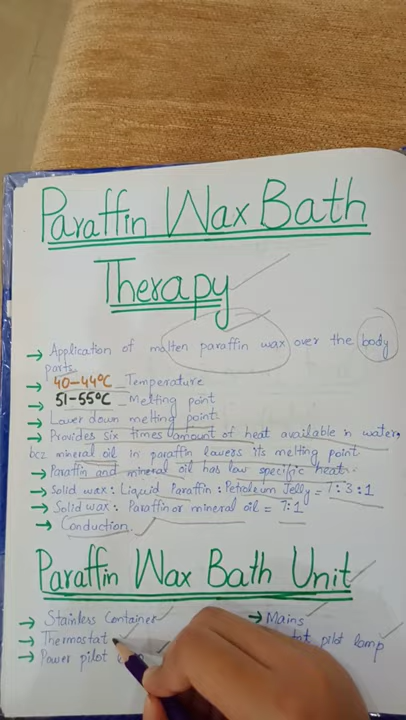 Paraffin Wax Bath
Therapy
→ Application of molten paraffin wax over the body
parts.
→ 40-44°C Temperature
→ 51-55°C Melting point
→ Lower down melting point.
→ Provides six times amount of heat available in water,
bcz mineral oil in paraffin lowers its melting point.
→ Paraffin and mineral oil has low specific heat.
→ Solid wax : Liquid Paraffin : Petroleum Jelly = 7:3:1
→ Solid wax : Paraffin or mineral oil = 7:1
→ Conduction.
Paraffin Wax Bath Unit
→ Stainless Container
→ Mains
→ Thermostat
pilot lamp
→ Power pilot